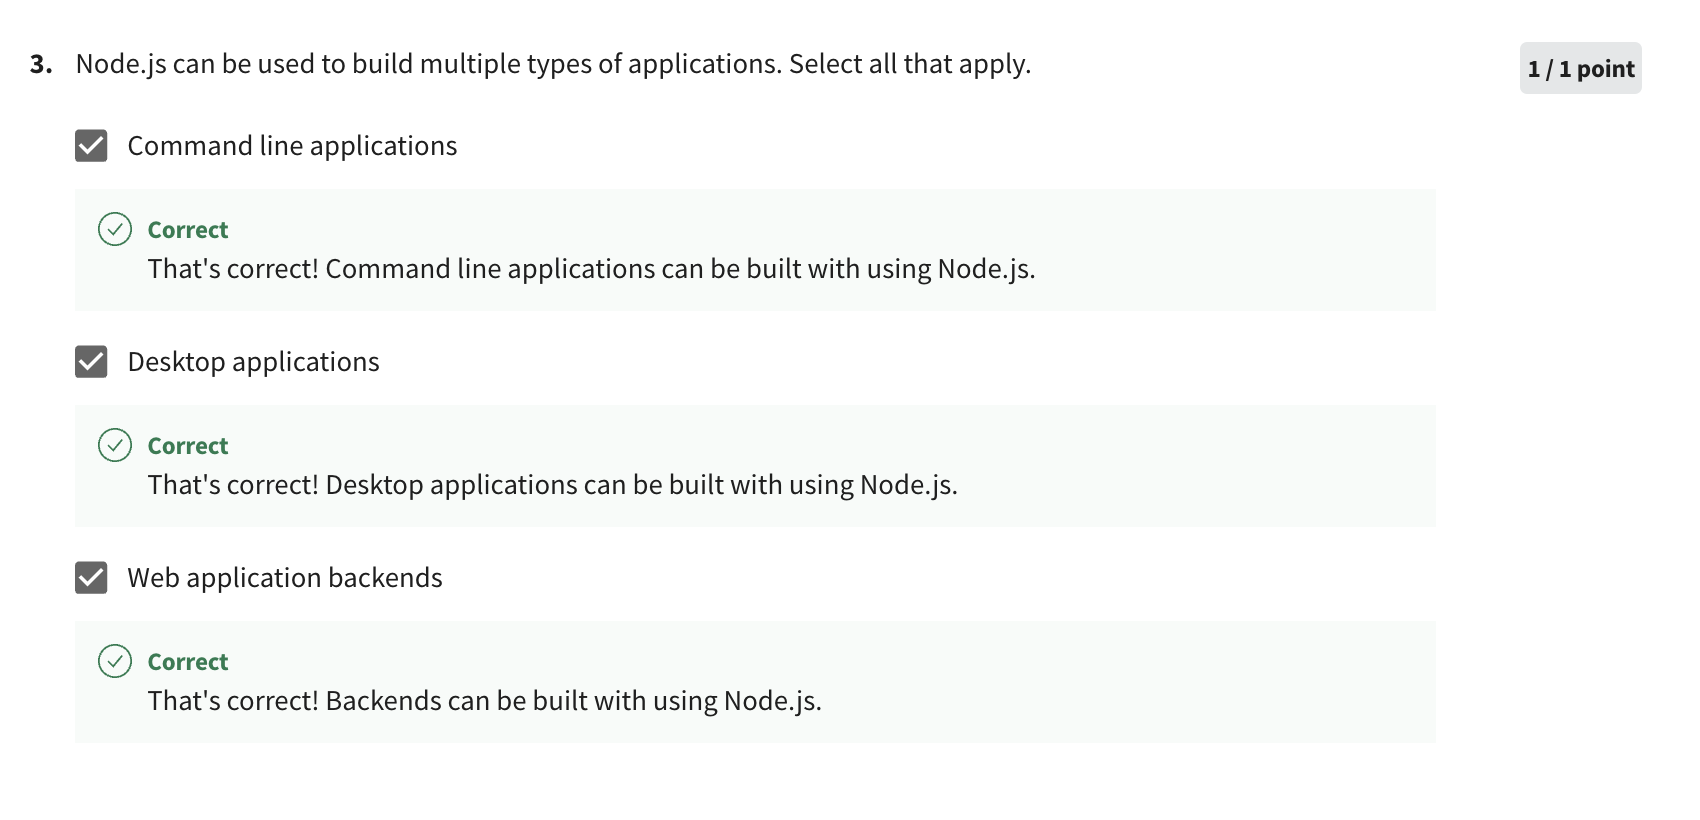 3. Node.js can be used to build multiple types of applications. Select all that apply.
1 / 1 point
Command line applications
Correct
That's correct! Command line applications can be built with using Node.js.
Desktop applications
Correct
That's correct! Desktop applications can be built with using Node.js.
Web application backends
Correct
That's correct! Backends can be built with using Node.js.